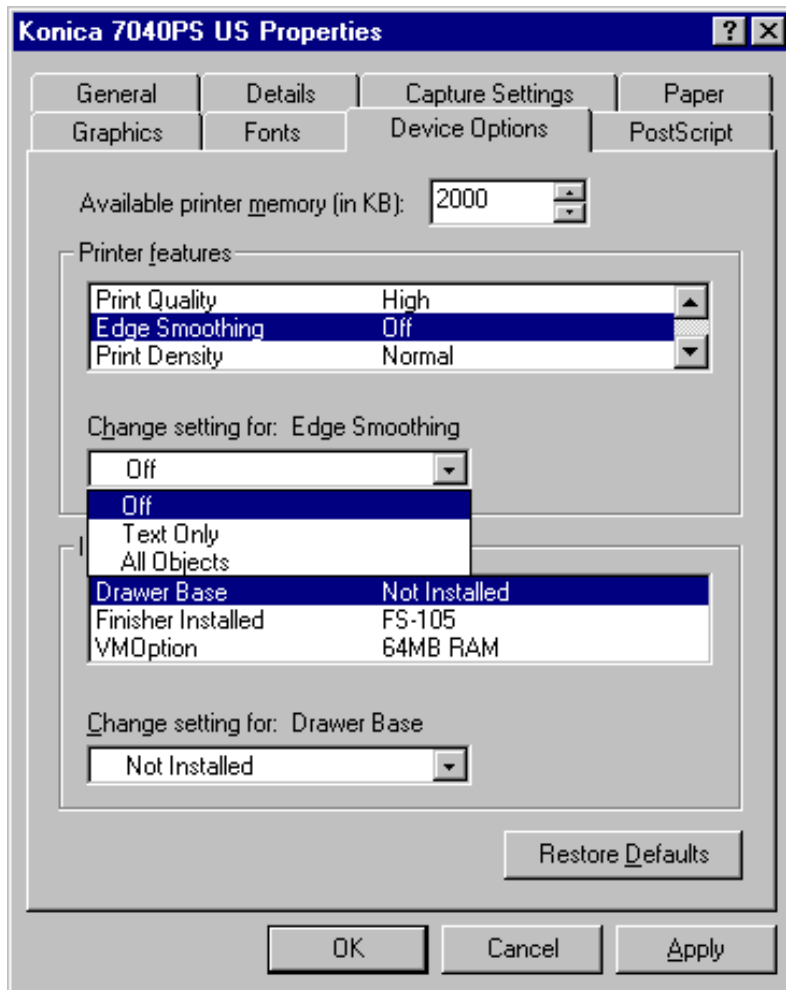 Konica 7040PS US Properties
General Details Capture Settings Paper
Graphics Fonts Device Options PostScript
Available printer memory (in KB): 2000
Printer features
Print Quality High
Edge Smoothing Off
Print Density Normal
Change setting for: Edge Smoothing
Off
Off
Text Only
All Objects
Drawer Base Not Installed
Finisher Installed FS-105
VMOption 64MB RAM
Change setting for: Drawer Base
Not Installed
Restore Defaults
OK Cancel Apply